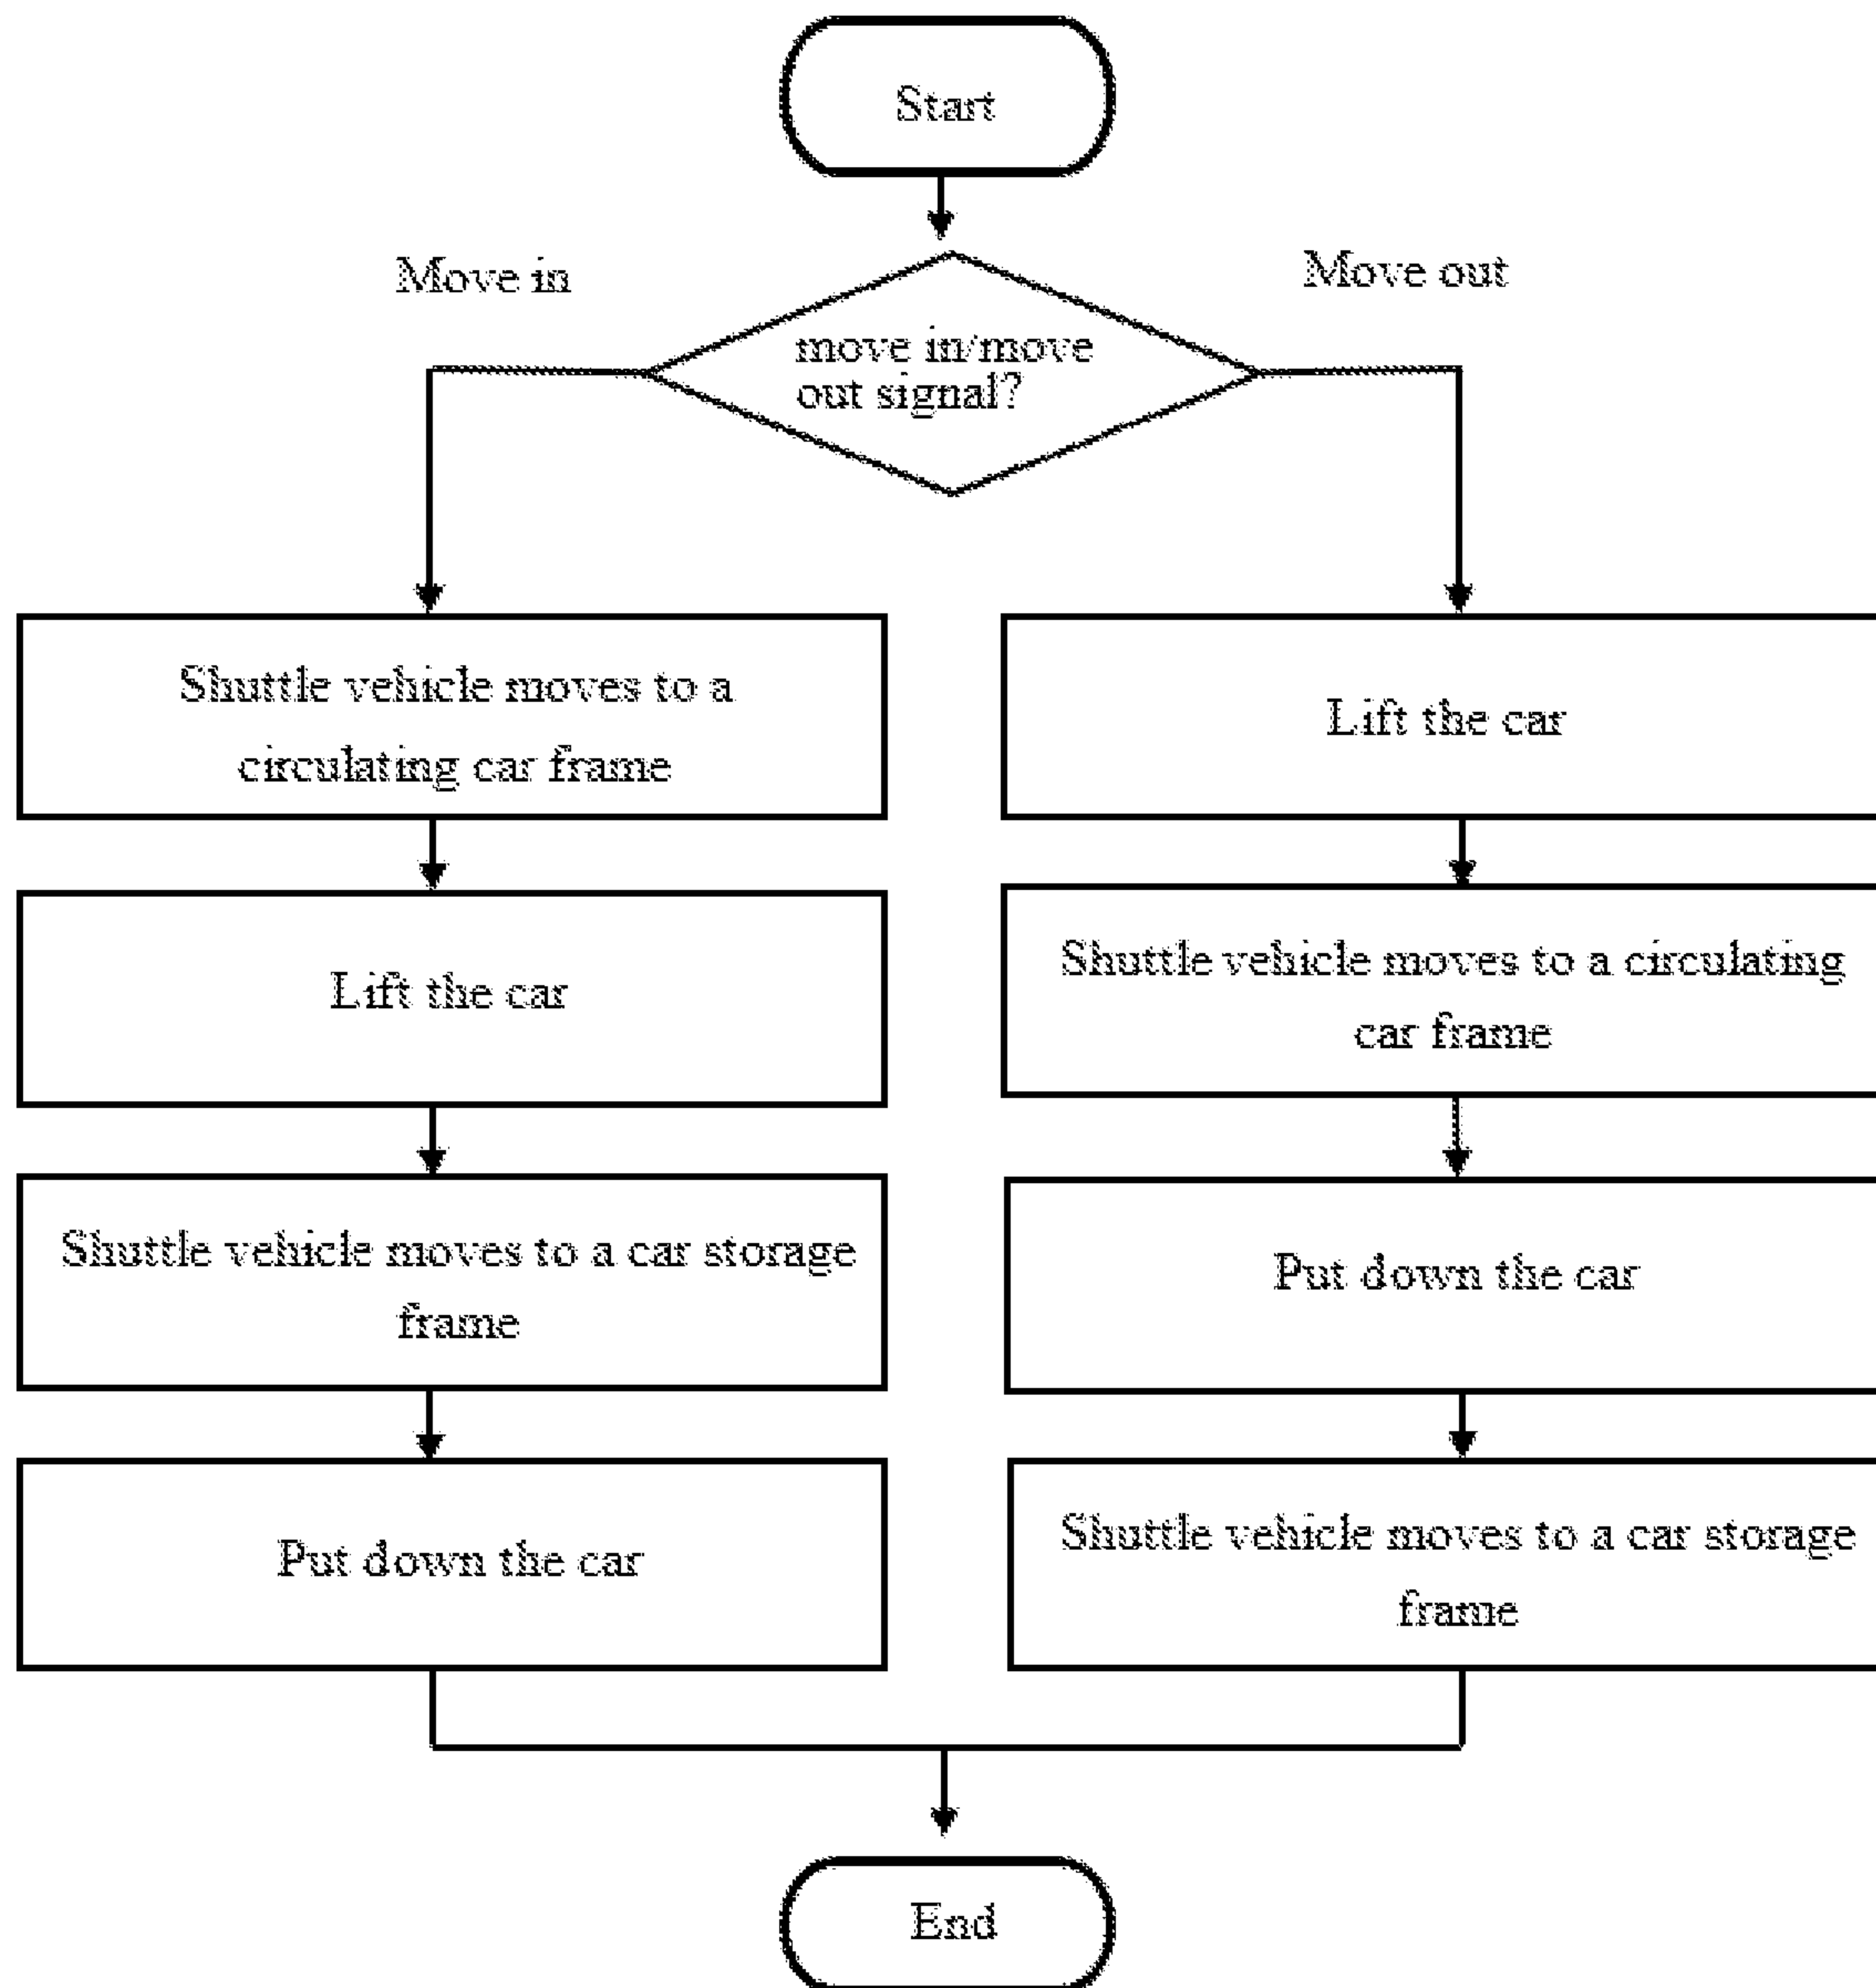 Start
Move in
Move out
move in/move
out signal?
Shuttle vehicle moves to a
circulating car frame
Lift the car
Shuttle vehicle moves to a car storage
frame
Put down the car
Lift the car
Shuttle vehicle moves to a circulating
car frame
Put down the car
Shuttle vehicle moves to a car storage
frame
End